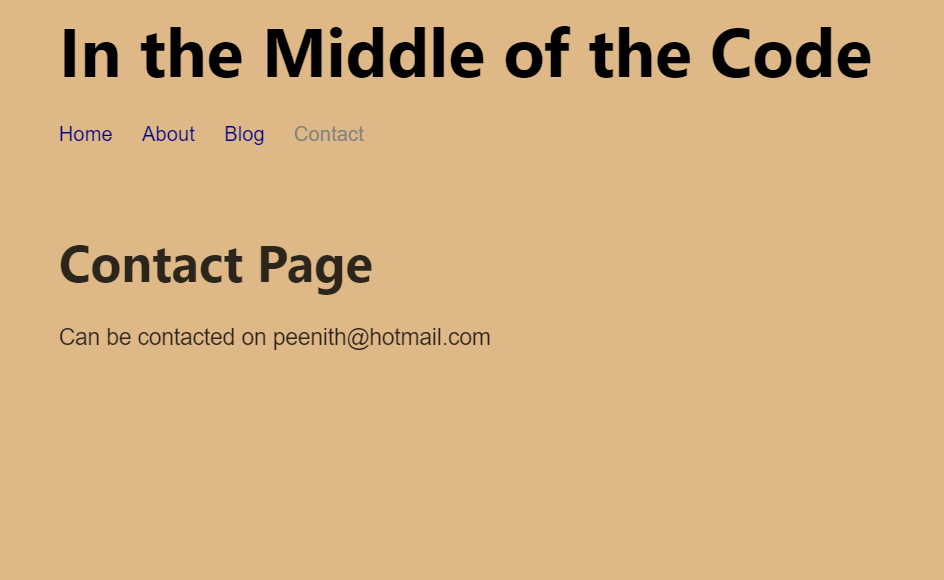 In the Middle of the Code
Home About Blog Contact
Contact Page
Can be contacted on peenith@hotmail.com